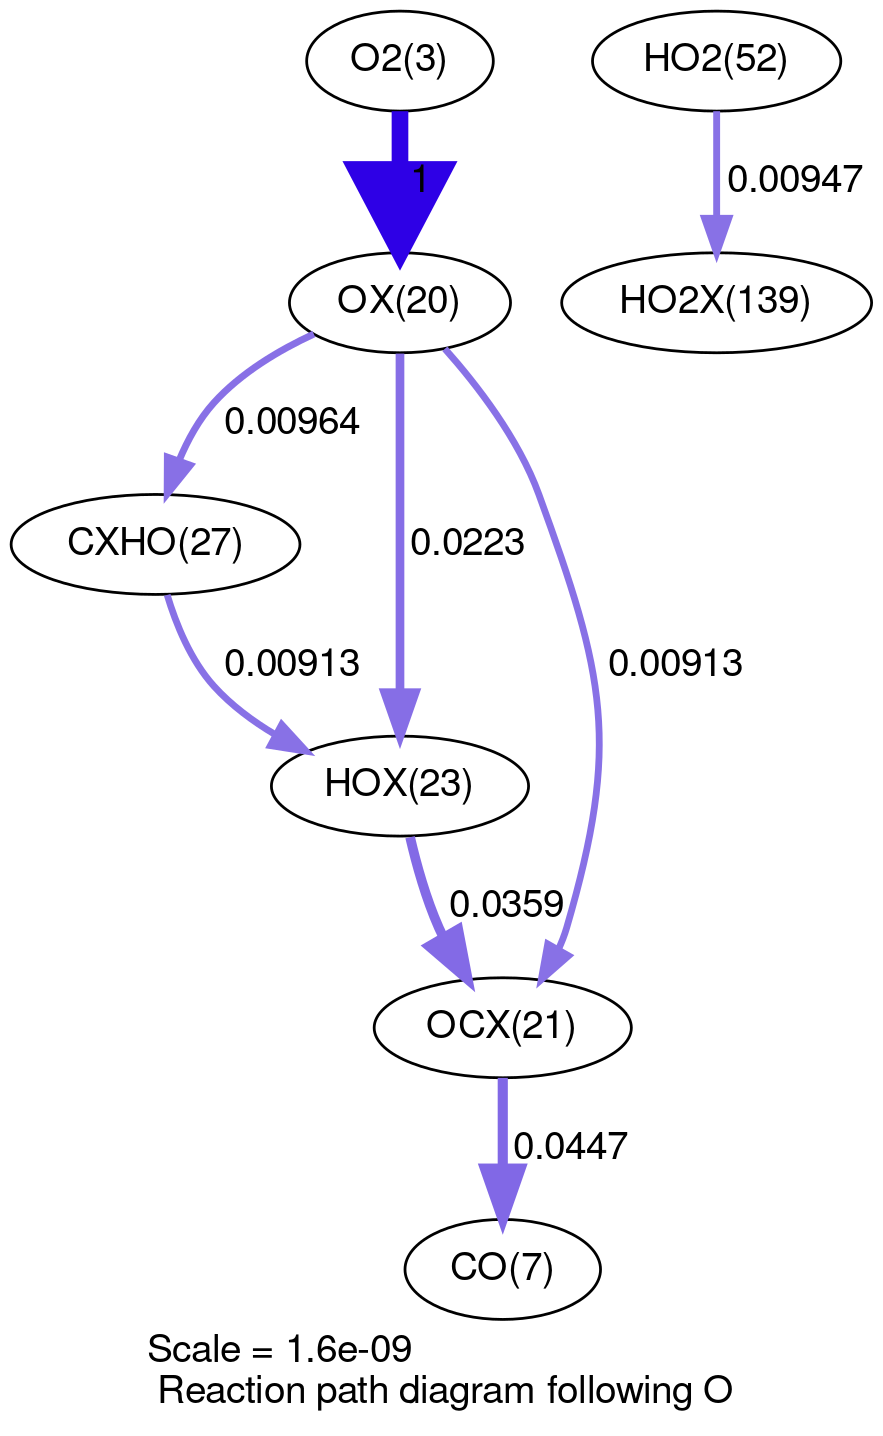 O2(3)
HO2(52)
1
0.00947
OX(20)
HO2X(139)
0.00964
CXHO(27)
0.0223
0.00913
0.00913
HOX(23)
0.0359
OCX(21)
0.0447
CO(7)
Scale = 1.6e-09
Reaction path diagram following O